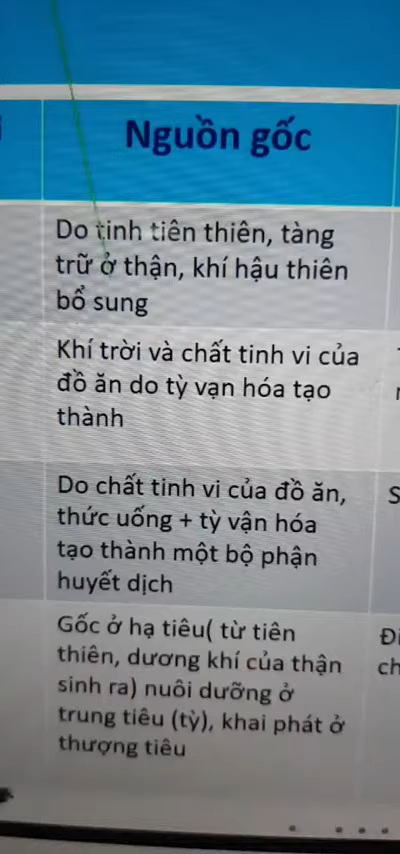 Nguồn gốc
Do tinh tiên thiên, tàng
trữ ở thận, khí hậu thiên
bổ sung
Khí trời và chất tinh vi của
đồ ăn do tỳ vạn hóa tạo
thành
Do chất tinh vi của đồ ăn,
thức uống + tỳ vận hóa
tạo thành một bộ phận
huyết dịch
Gốc ở hạ tiêu( từ tiên
thiên, dương khí của thận
sinh ra) nuôi dưỡng ở
trung tiêu (tỳ), khai phát ở
thượng tiêu